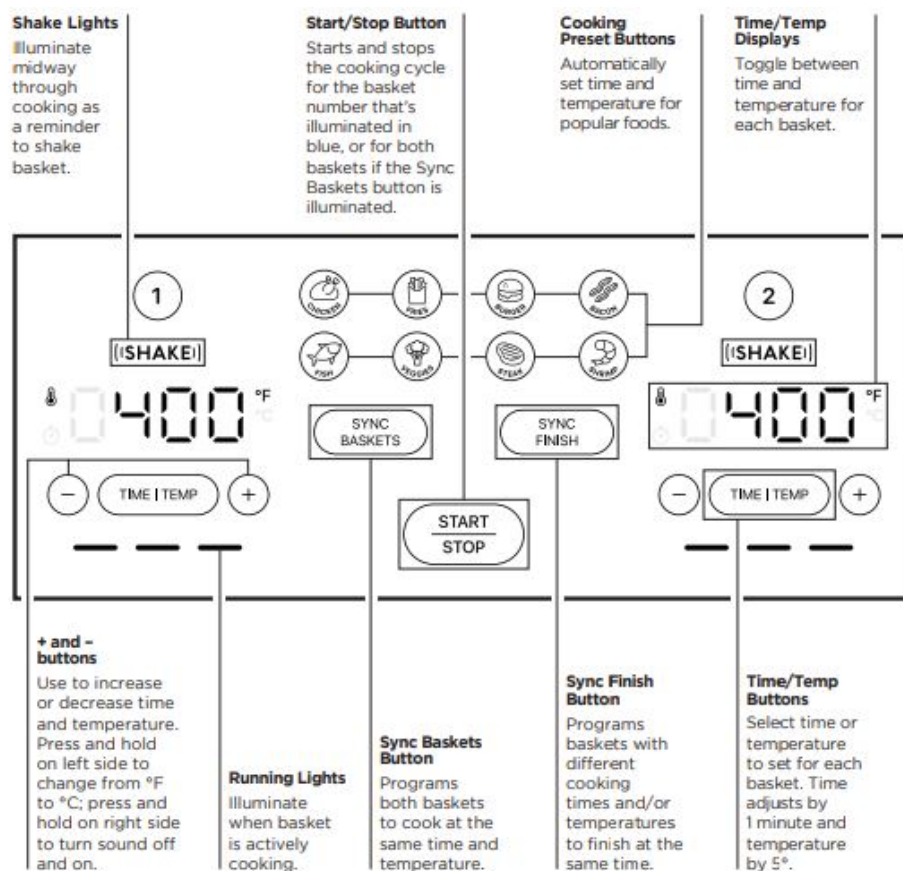 Shake Lights
Illuminate
midway
through
cooking as
a reminder
to shake
basket.
Start/Stop Button
Starts and stops
the cooking cycle
for the basket
number that's
illuminated in
blue, or for both
baskets if the Sync
Baskets button is
illuminated.
Cooking
Preset Buttons
Automatically
set time and
temperature for
popular foods.
Time/Temp
Displays
Toggle between
time and
temperature for
each basket.
1
SHAKE
400 °F
°C
− TIME | TEMP +
CHICKEN
FRIES
BURGER
BACON
FISH
VEGGIES
STEAK
SHRIMP
SYNC
BASKETS
SYNC
FINISH
START
STOP
2
SHAKE
400 °F
°C
− TIME | TEMP +
+ and –
buttons
Use to increase
or decrease time
and temperature.
Press and hold
on left side to
change from °F
to °C; press and
hold on right side
to turn sound off
and on.
Running Lights
Illuminate
when basket
is actively
cooking.
Sync Baskets
Button
Programs
both baskets
to cook at the
same time and
temperature.
Sync Finish
Button
Programs
baskets with
different
cooking
times and/or
temperatures
to finish at the
same time.
Time/Temp
Buttons
Select time or
temperature
to set for each
basket. Time
adjusts by
1 minute and
temperature
by 5°.